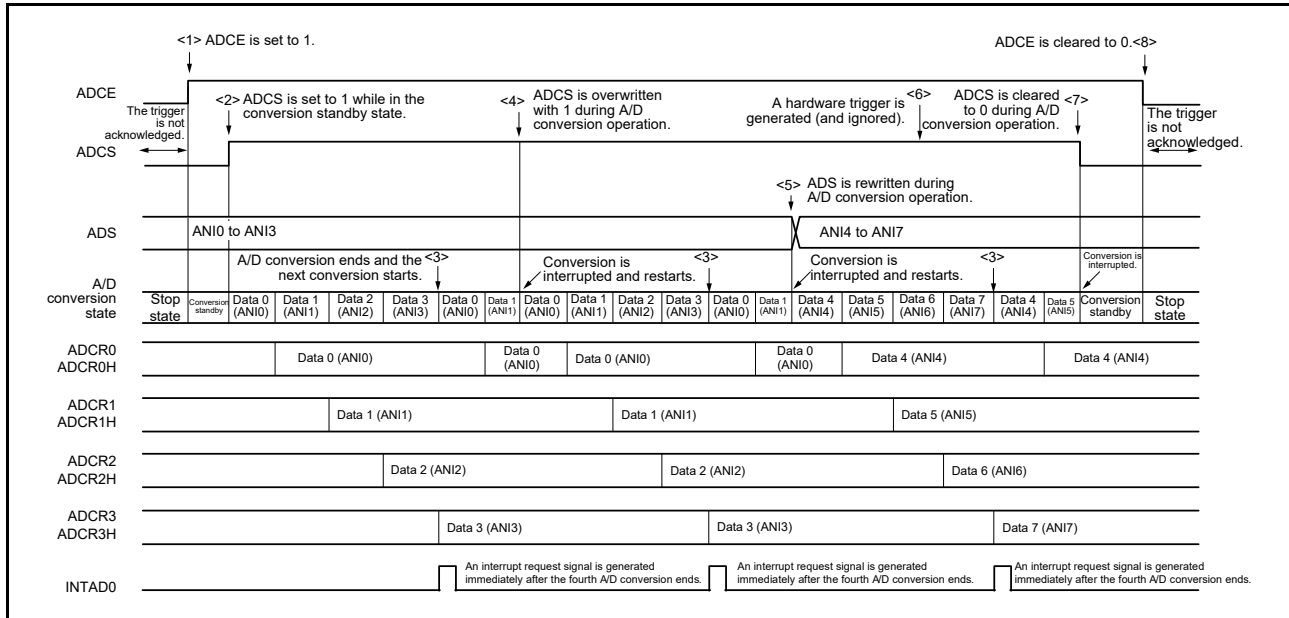 <1> ADCE is set to 1.
ADCE is cleared to 0.<8>
ADCE
The trigger
is not
acknowledged.
<2> ADCS is set to 1 while in the
conversion standby state.
<4> ADCS is overwritten
with 1 during A/D
conversion operation.
A hardware trigger is
generated (and ignored).
<6>
ADCS is cleared
to 0 during A/D
conversion operation.
<7>
The trigger
is not
acknowledged.
ADCS
<5> ADS is rewritten during
A/D conversion operation.
ADS
ANI0 to ANI3
ANI4 to ANI7
A/D conversion ends and the
next conversion starts.
<3>
Conversion is
interrupted and restarts.
<3>
Conversion is
interrupted and restarts.
<3>
Conversion is
interrupted.
A/D
conversion
state
Stop
state
Conversion
standby
Data 0
(ANI0)
Data 1
(ANI1)
Data 2
(ANI2)
Data 3
(ANI3)
Data 0
(ANI0)
Data 1
(ANI1)
Data 0
(ANI0)
Data 1
(ANI1)
Data 2
(ANI2)
Data 3
(ANI3)
Data 0
(ANI0)
Data 1
(ANI1)
Data 4
(ANI4)
Data 5
(ANI5)
Data 6
(ANI6)
Data 7
(ANI7)
Data 4
(ANI4)
Data 5
(ANI5)
Conversion
standby
Stop
state
ADCR0
ADCR0H
Data 0 (ANI0)
Data 0
(ANI0)
Data 0 (ANI0)
Data 0
(ANI0)
Data 4 (ANI4)
Data 4 (ANI4)
ADCR1
ADCR1H
Data 1 (ANI1)
Data 1 (ANI1)
Data 5 (ANI5)
ADCR2
ADCR2H
Data 2 (ANI2)
Data 2 (ANI2)
Data 6 (ANI6)
ADCR3
ADCR3H
Data 3 (ANI3)
Data 3 (ANI3)
Data 7 (ANI7)
INTAD0
An interrupt request signal is generated
immediately after the fourth A/D conversion ends.
An interrupt request signal is generated
immediately after the fourth A/D conversion ends.
An interrupt request signal is generated
immediately after the fourth A/D conversion ends.